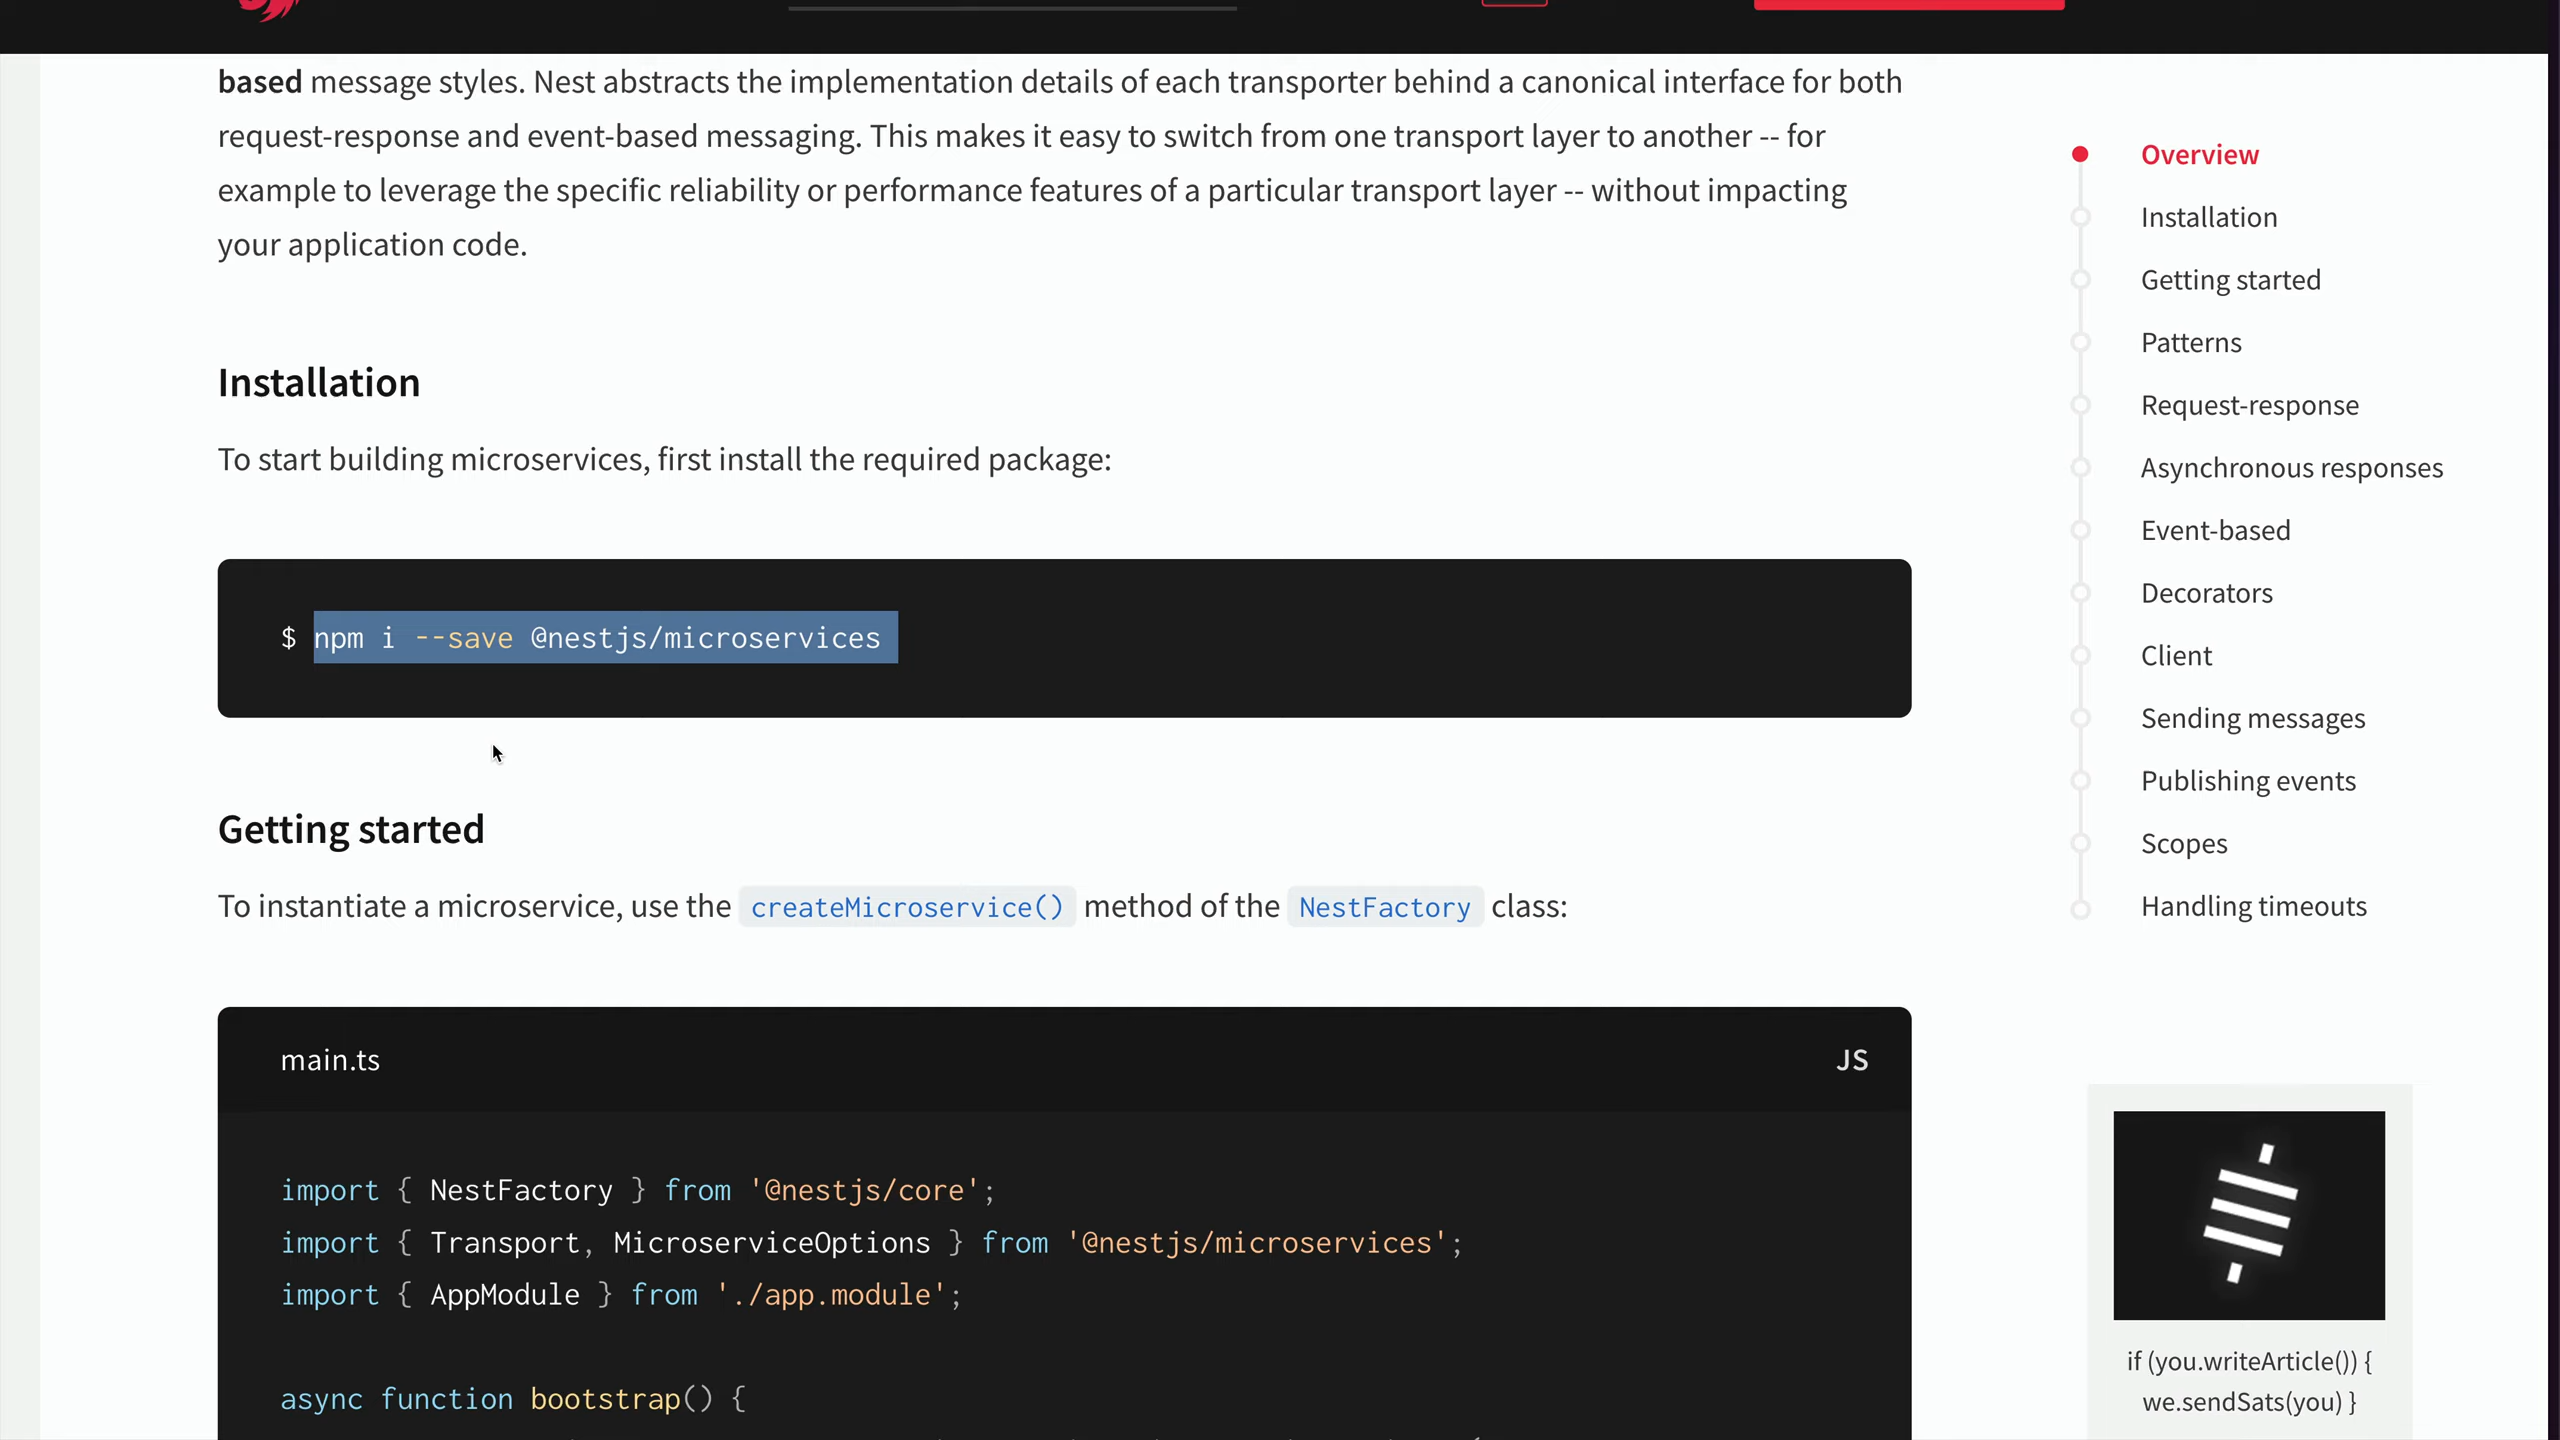 based message styles. Nest abstracts the implementation details of each transporter behind a canonical interface for both
request-response and event-based messaging. This makes it easy to switch from one transport layer to another -- for
example to leverage the specific reliability or performance features of a particular transport layer -- without impacting
your application code.
Installation
To start building microservices, first install the required package:
$ npm i --save @nestjs/microservices
Getting started
To instantiate a microservice, use the createMicroservice() method of the NestFactory class:
main.ts
JS
import { NestFactory } from '@nestjs/core';
import { Transport, MicroserviceOptions } from '@nestjs/microservices';
import { AppModule } from './app.module';
async function bootstrap() {
Overview
Installation
Getting started
Patterns
Request-response
Asynchronous responses
Event-based
Decorators
Client
Sending messages
Publishing events
Scopes
Handling timeouts
if (you.writeArticle()) {
we.sendSats(you) }